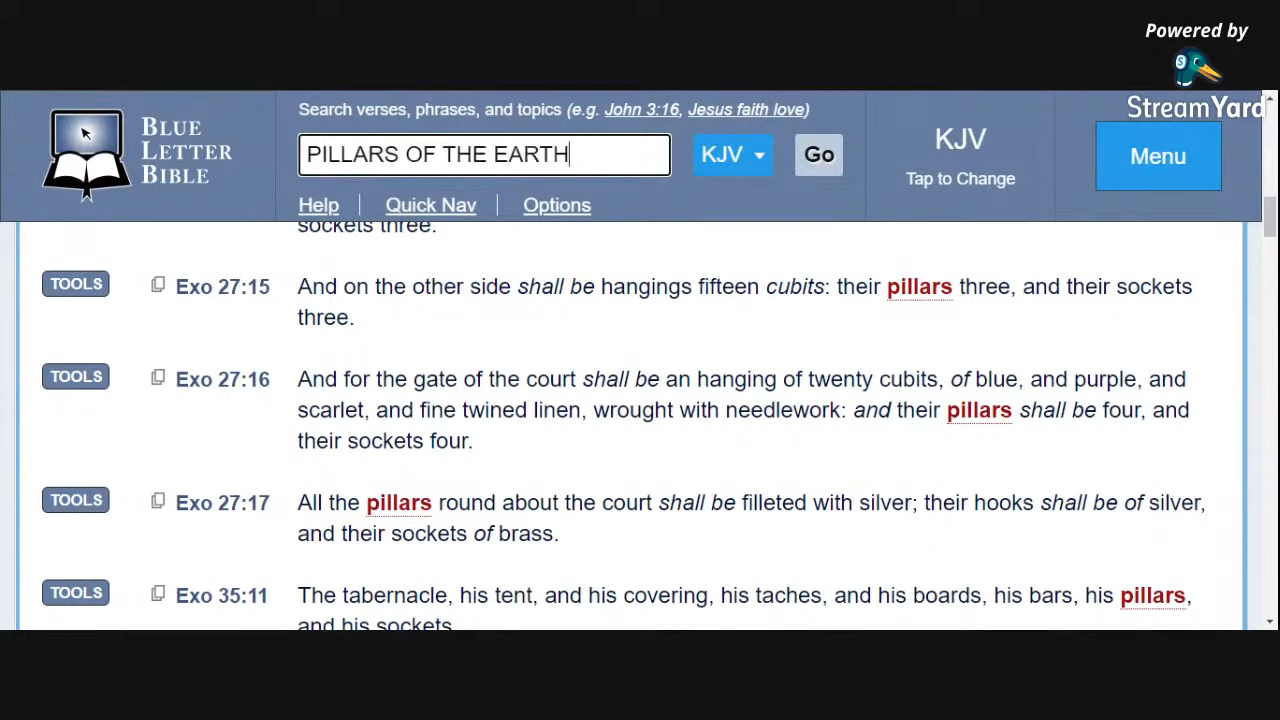 Powered by
StreamYard
BLUE
LETTER
BIBLE
Search verses, phrases, and topics (e.g. John 3:16, Jesus faith love)
PILLARS OF THE EARTH
KJV
Go
Help
Quick Nav
Options
KJV
Tap to Change
Menu
sockets three.
TOOLS
Exo 27:15
And on the other side shall be hangings fifteen cubits: their pillars three, and their sockets
three.
TOOLS
Exo 27:16
And for the gate of the court shall be an hanging of twenty cubits, of blue, and purple, and
scarlet, and fine twined linen, wrought with needlework: and their pillars shall be four, and
their sockets four.
TOOLS
Exo 27:17
All the pillars round about the court shall be filleted with silver; their hooks shall be of silver,
and their sockets of brass.
TOOLS
Exo 35:11
The tabernacle, his tent, and his covering, his taches, and his boards, his bars, his pillars,
and his sockets